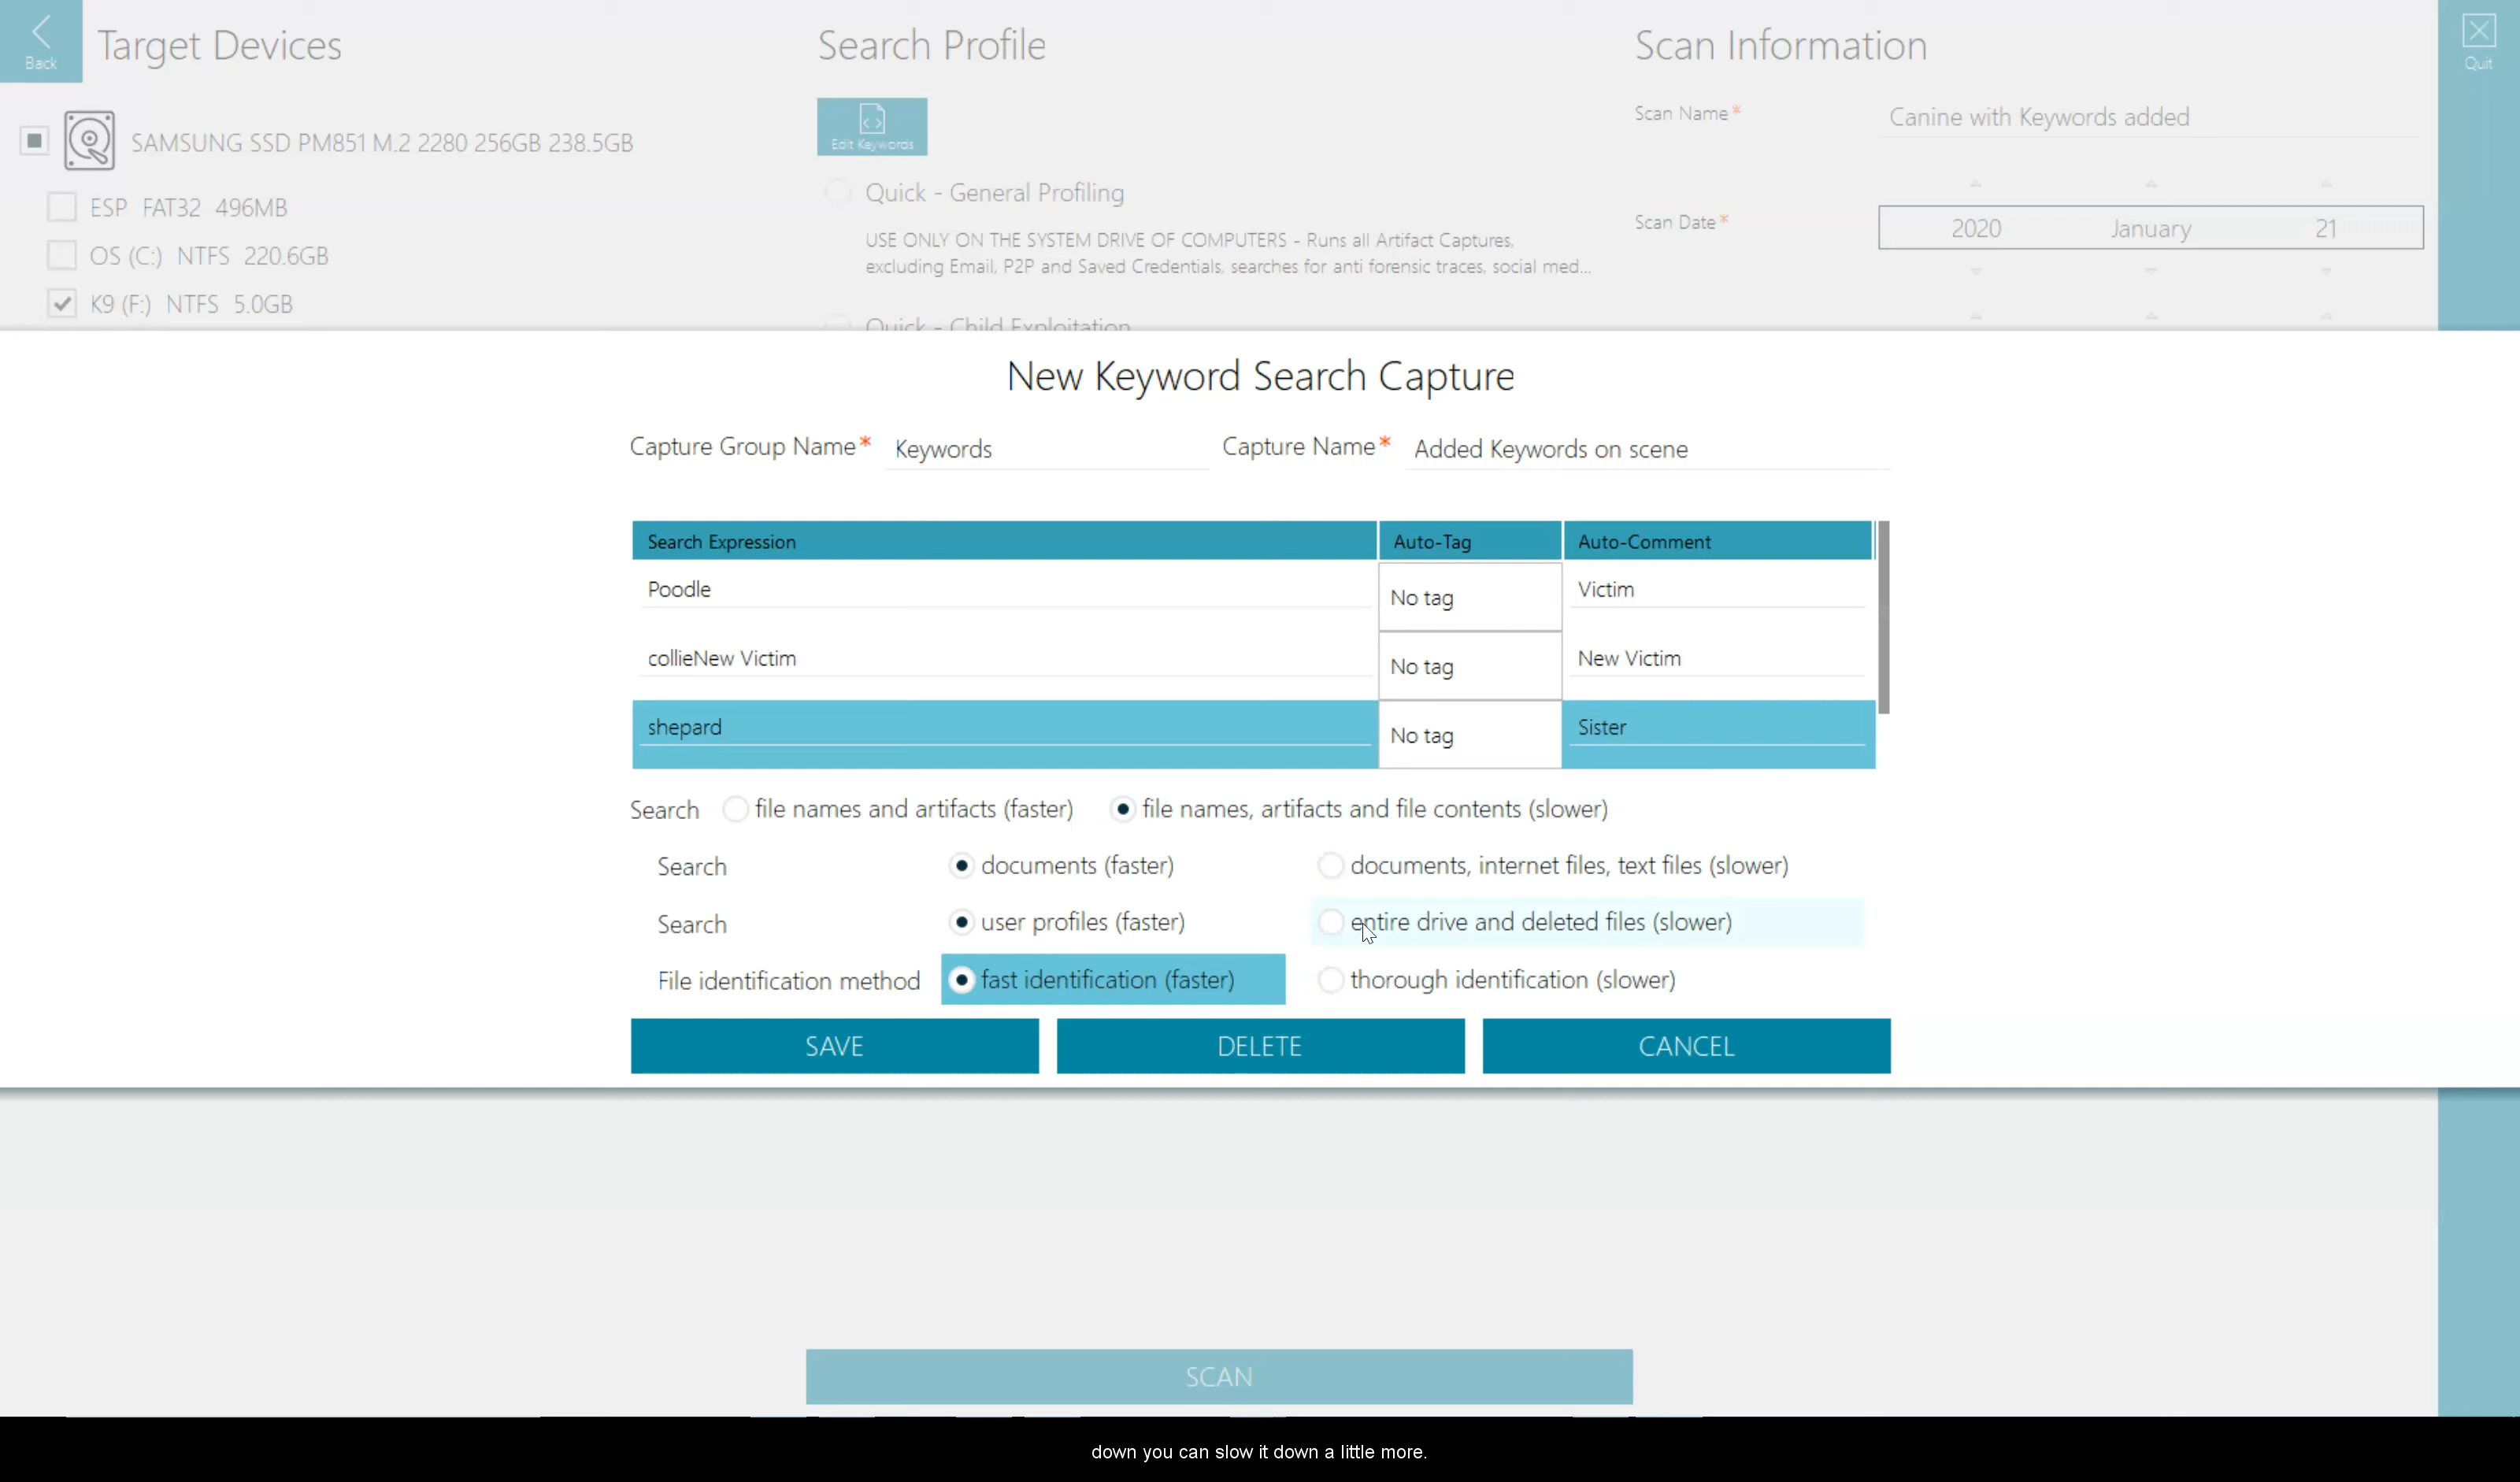 Back
Target Devices
SAMSUNG SSD PM851 M.2 2280 256GB 238.5GB
ESP FAT32 496MB
OS (C:) NTFS 220.6GB
K9 (F:) NTFS 5.0GB
Search Profile
Edit Keywords
Quick - General Profiling
USE ONLY ON THE SYSTEM DRIVE OF COMPUTERS - Runs all Artifact Captures,
excluding Email, P2P and Saved Credentials, searches for anti forensic traces, social med...
Quick - Child Exploitation
Scan Information
Scan Name* Canine with Keywords added
Scan Date* 2020 January 21
Quit
New Keyword Search Capture
Capture Group Name* Keywords Capture Name* Added Keywords on scene
Search Expression Auto-Tag Auto-Comment
Poodle No tag Victim
collieNew Victim No tag New Victim
shepard No tag Sister
Search file names and artifacts (faster) file names, artifacts and file contents (slower)
Search documents (faster) documents, internet files, text files (slower)
Search user profiles (faster) entire drive and deleted files (slower)
File identification method fast identification (faster) thorough identification (slower)
SAVE DELETE CANCEL
SCAN
down you can slow it down a little more.